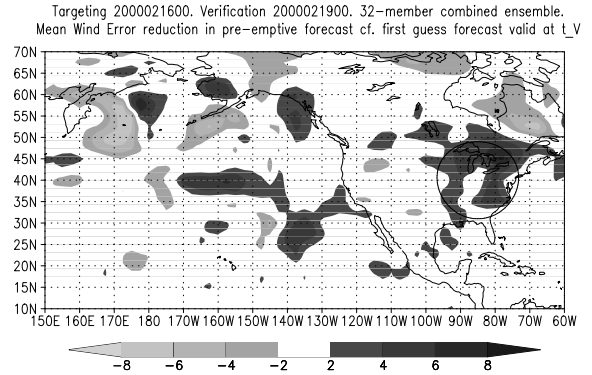 Targeting 2000021600. Verification 2000021900. 32-member combined ensemble.
Mean Wind Error reduction in pre-emptive forecast cf. first guess forecast valid at t_V
70N
65N
60N
55N
50N
45N
40N
35N
30N
25N
20N
15N
10N
150E 160E 170E 180 170W 160W 150W 140W 130W 120W 110W 100W 90W 80W 70W 60W
-8 -6 -4 -2 2 4 6 8